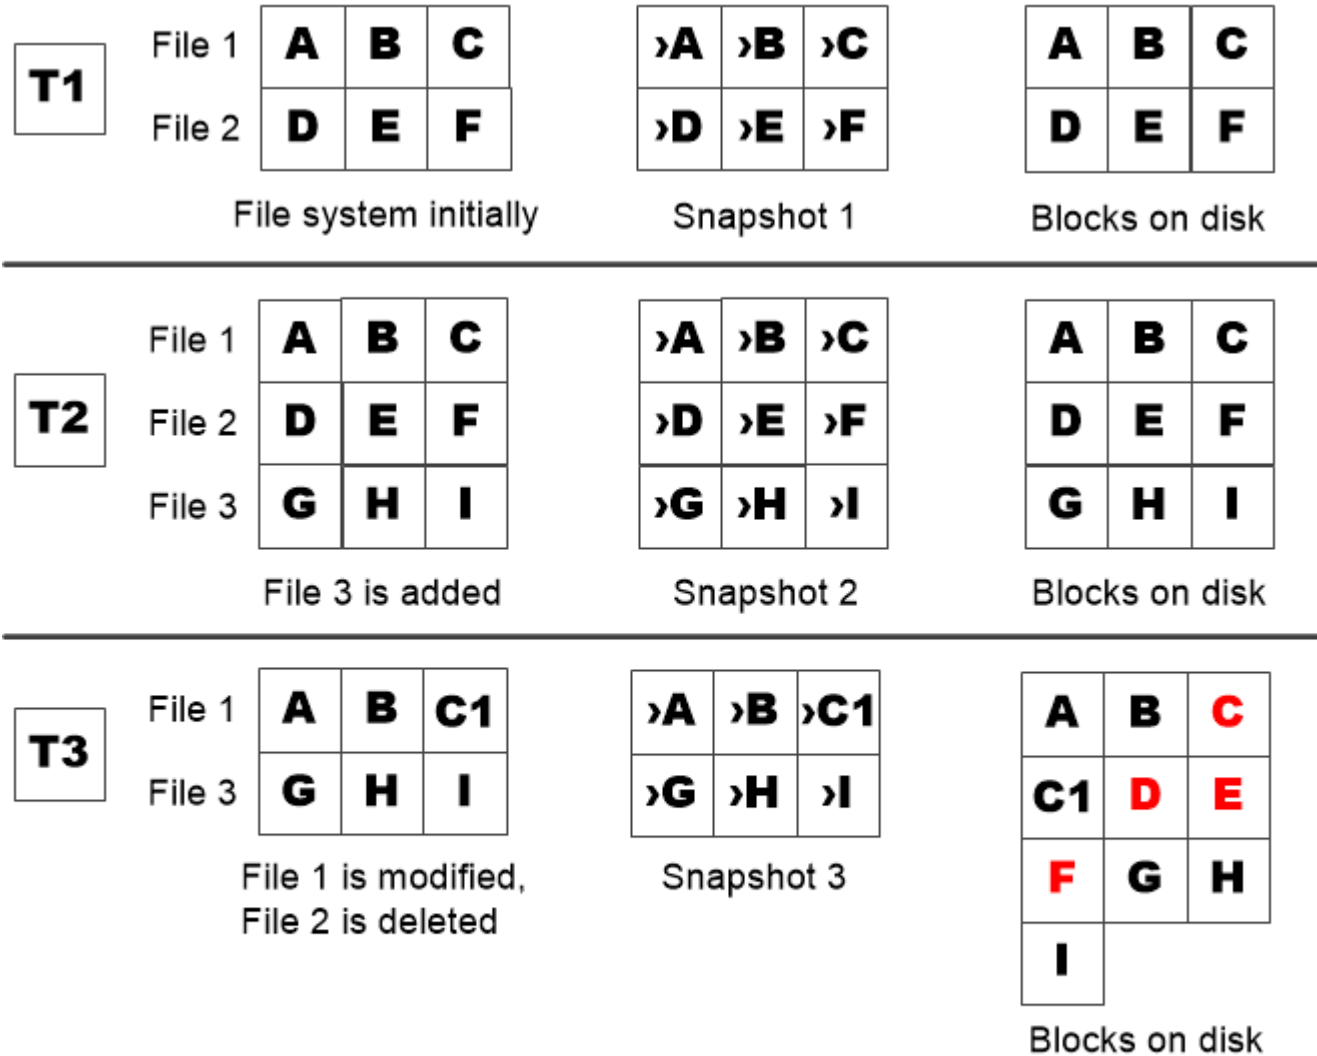 File 1 A B C ›A ›B ›C A B C
T1
File 2 D E F ›D ›E ›F D E F
File system initially Snapshot 1 Blocks on disk
File 1 A B C ›A ›B ›C A B C
T2 File 2 D E F ›D ›E ›F D E F
File 3 G H I ›G ›H ›I G H I
File 3 is added Snapshot 2 Blocks on disk
File 1 A B C1 ›A ›B ›C1 A B C
T3
File 3 G H I ›G ›H ›I C1 D E
File 1 is modified, Snapshot 3 F G H
File 2 is deleted
I
Blocks on disk